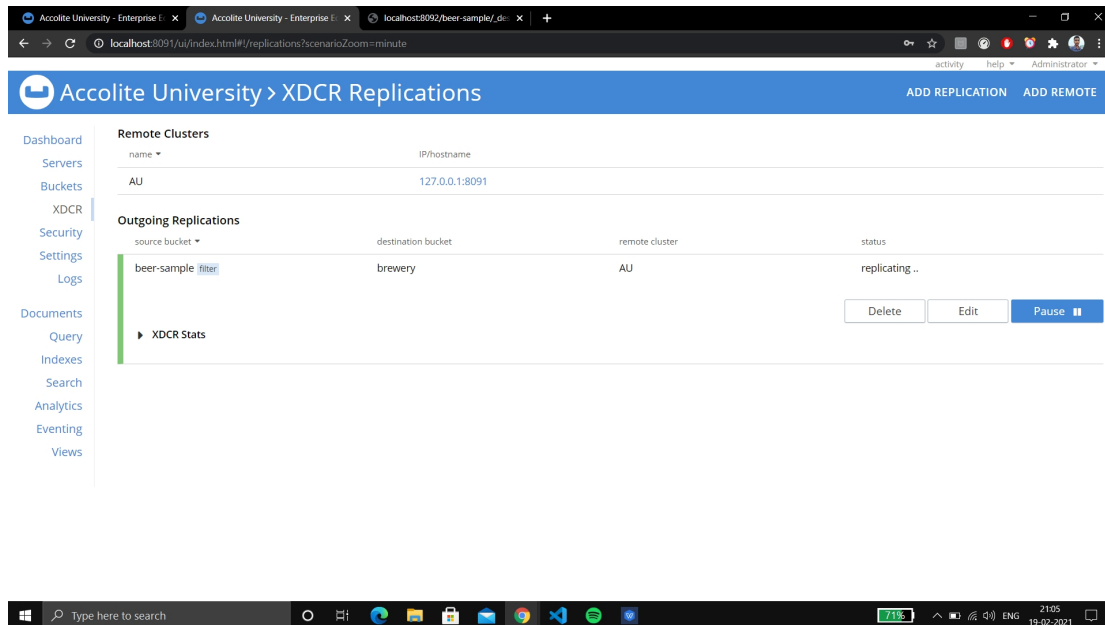 Accolite University - Enterprise E
Accolite University - Enterprise E
localhost:8092/beer-sample/_de
localhost:8091/ui/index.html#!/replications?scenarioZoom=minute
activity help Administrator
Accolite University > XDCR Replications
ADD REPLICATION ADD REMOTE
Dashboard
Servers
Buckets
XDCR
Security
Settings
Logs
Documents
Query
Indexes
Search
Analytics
Eventing
Views
Remote Clusters
name IP/hostname
AU 127.0.0.1:8091
Outgoing Replications
source bucket destination bucket remote cluster status
beer-sample filter brewery AU replicating ..
Delete Edit Pause
XDCR Stats
Type here to search
71%
ENG
21:05
19-02-2021